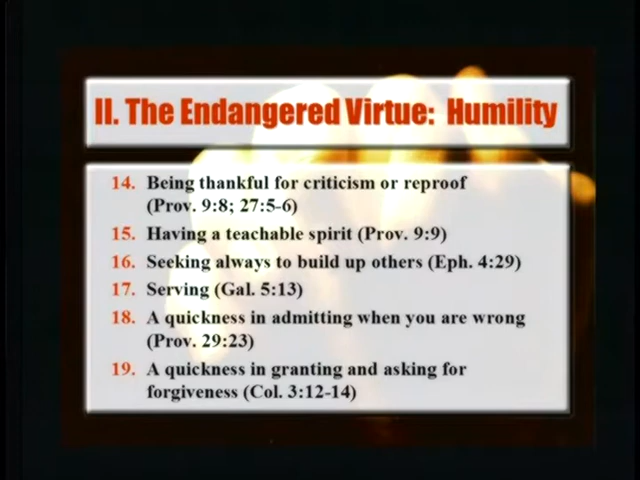 II. The Endangered Virtue: Humility
14. Being thankful for criticism or reproof
(Prov. 9:8; 27:5-6)
15. Having a teachable spirit (Prov. 9:9)
16. Seeking always to build up others (Eph. 4:29)
17. Serving (Gal. 5:13)
18. A quickness in admitting when you are wrong
(Prov. 29:23)
19. A quickness in granting and asking for
forgiveness (Col. 3:12-14)